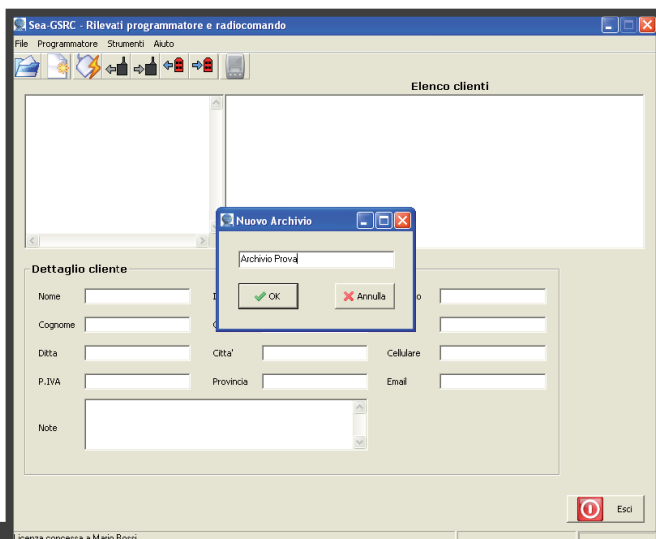 Sea-GSRC - Rilevati programmatore e radiocomando
File Programmatore Strumenti Aiuto
Elenco clienti
Nuovo Archivio
Archivio Prova
OK
Annulla
Dettaglio cliente
Nome
Cognome
Ditta
Citta'
Cellulare
P.IVA
Provincia
Email
Note
Esci
Licenza concessa a Mario Rossi